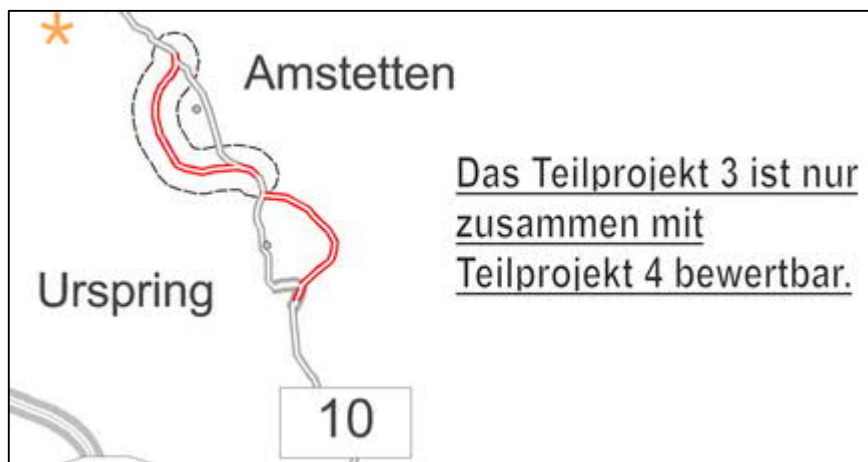 Amstetten
Das Teilprojekt 3 ist nur
zusammen mit
Teilprojekt 4 bewertbar.
Urspring
10